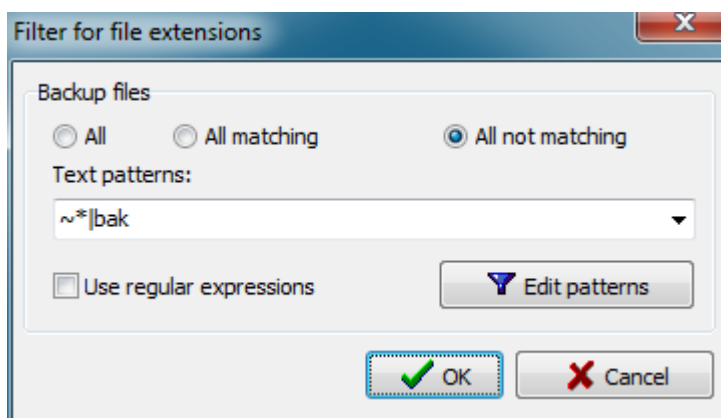 Filter for file extensions
x
Backup files
All
All matching
All not matching
Text patterns:
~*|bak
Use regular expressions
Edit patterns
OK
Cancel